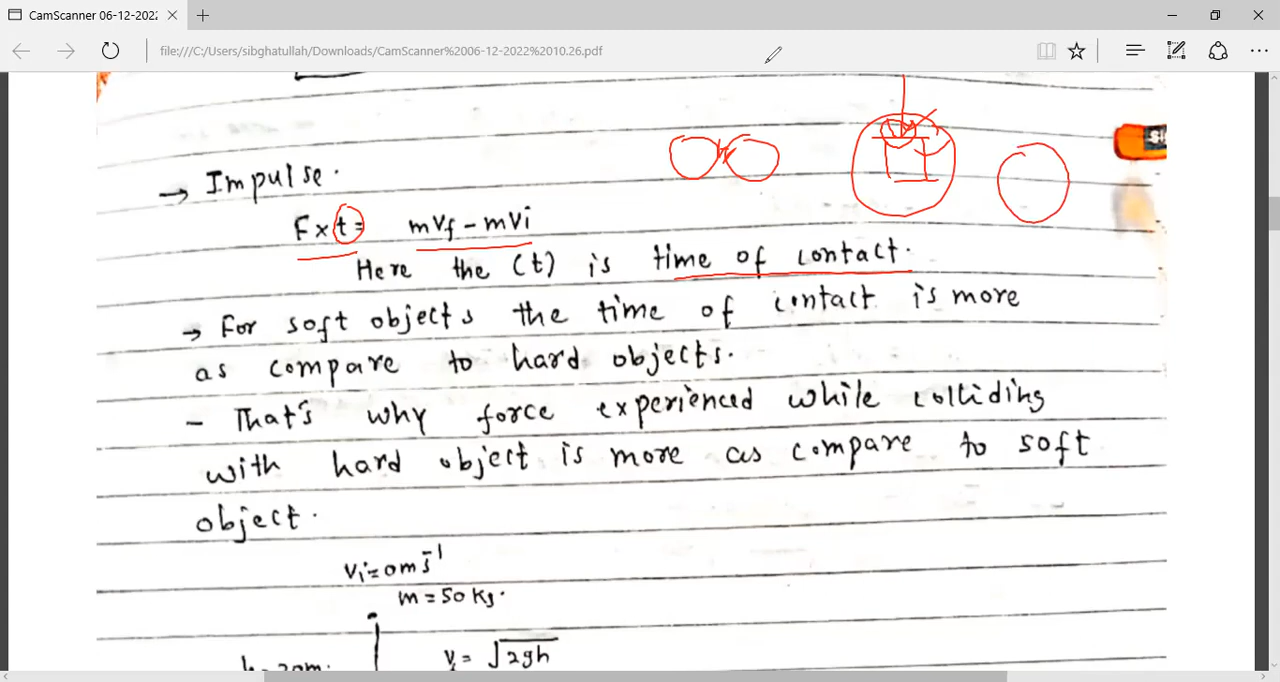 CamScanner 06-12-202
file:///C:/Users/sibghatullah/Downloads/CamScanner%2006-12-2022%2010.26.pdf
→ Impulse.
F x t = mVf - mVi
Here the (t) is time of contact.
→ For soft objects the time of contact is more
as compare to hard objects.
- That's why force experienced while colliding
with hard object is more as compare to soft
object.
Vi = 0 m s⁻¹
m = 50 kg.
= √2gh